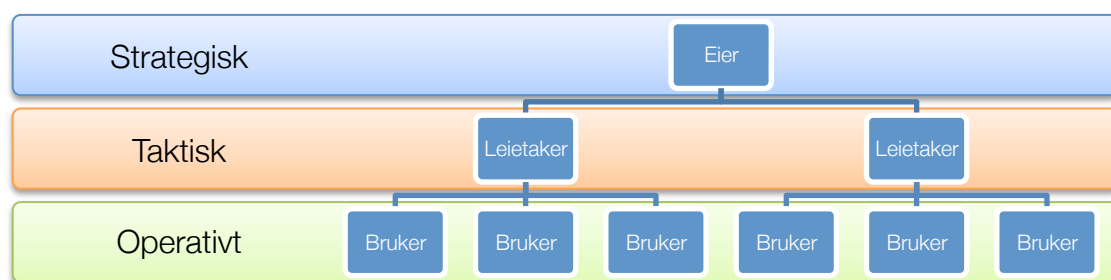 Strategisk
Eier
Taktisk
Leietaker
Leietaker
Operativt
Bruker
Bruker
Bruker
Bruker
Bruker
Bruker